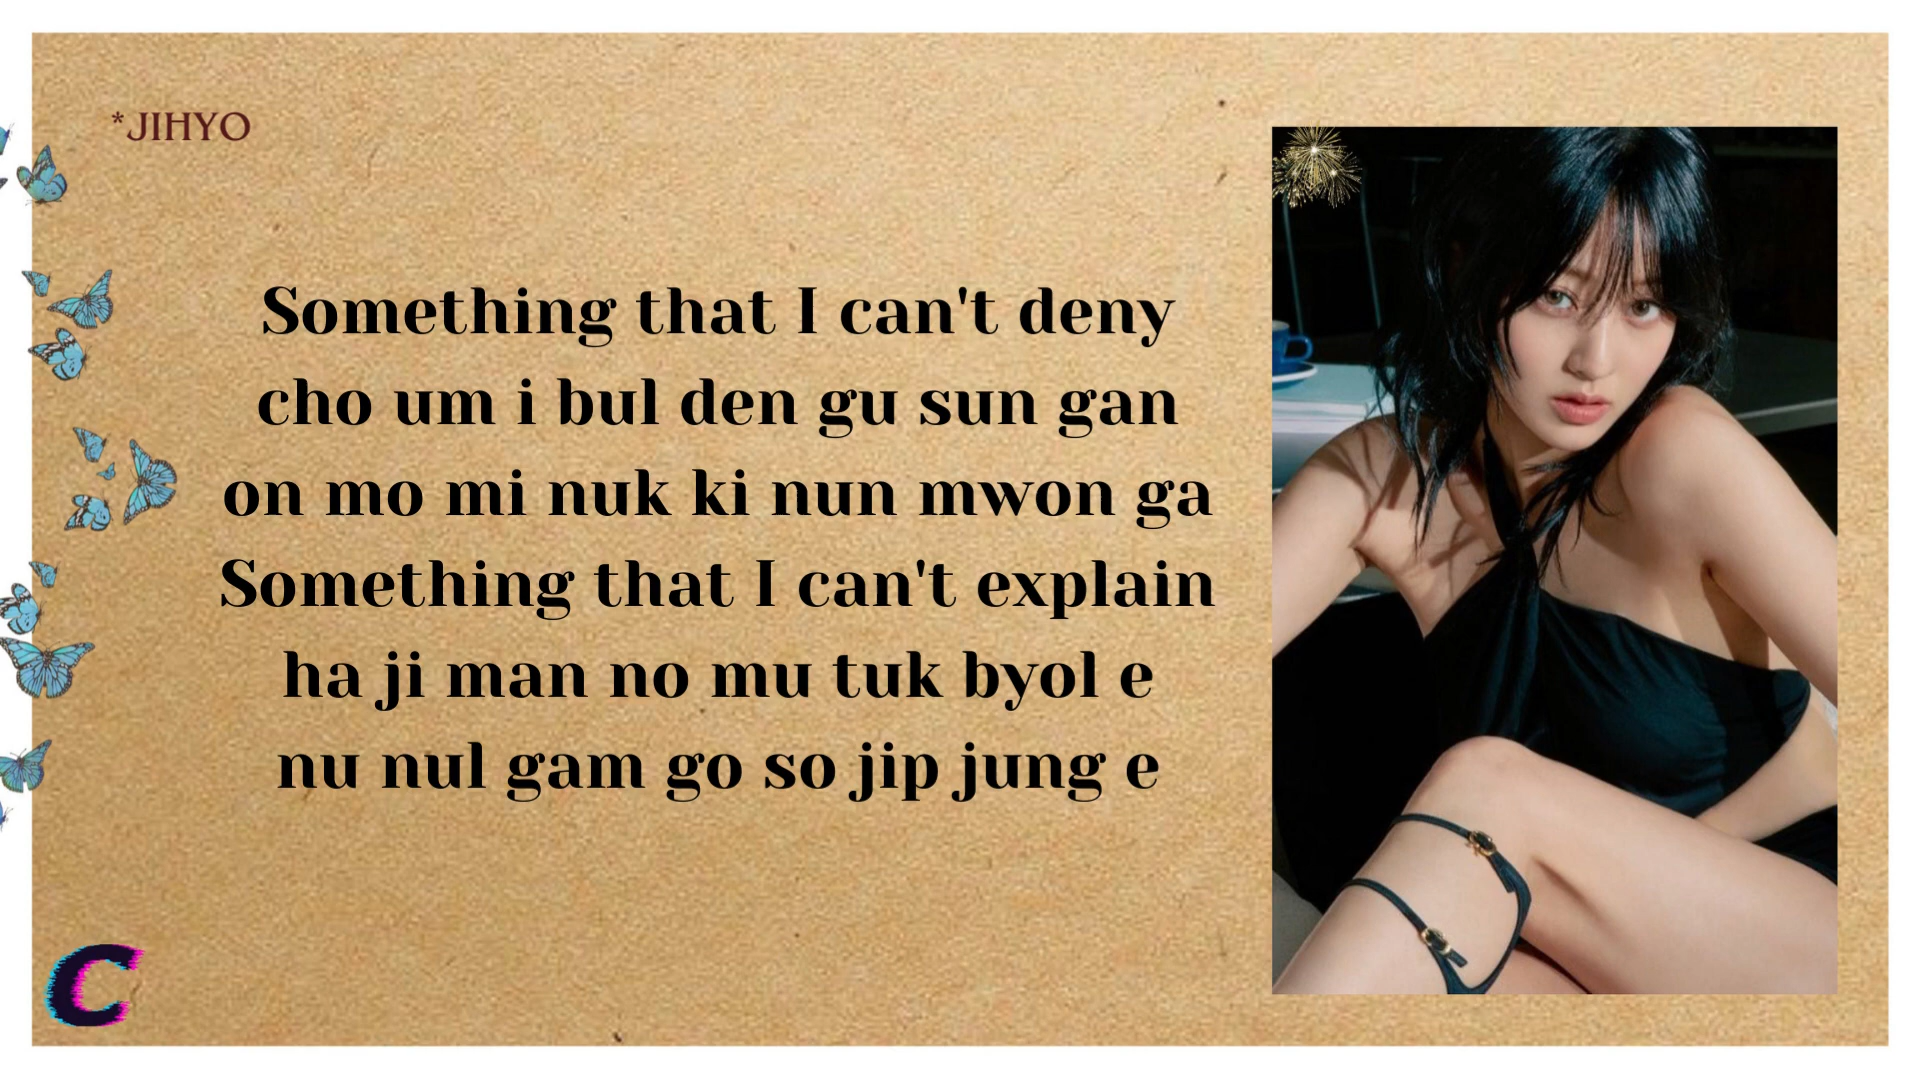 *JIHYO
Something that I can't deny
cho um i bul den gu sun gan
on mo mi nuk ki nun mwon ga
Something that I can't explain
ha ji man no mu tuk byol e
nu nul gam go so jip jung e
C